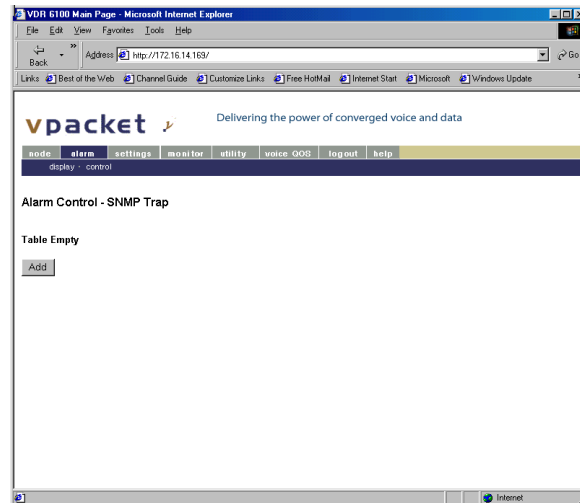 VDR 6100 Main Page - Microsoft Internet Explorer
File Edit View Favorites Tools Help
Back » Address http://172.16.14.169/ Go
Links Best of the Web Channel Guide Customize Links Free HotMail Internet Start Microsoft Windows Update
vpacket Delivering the power of converged voice and data
node alarm settings monitor utility voice QOS logout help
display · control
Alarm Control - SNMP Trap
Table Empty
Add
Internet